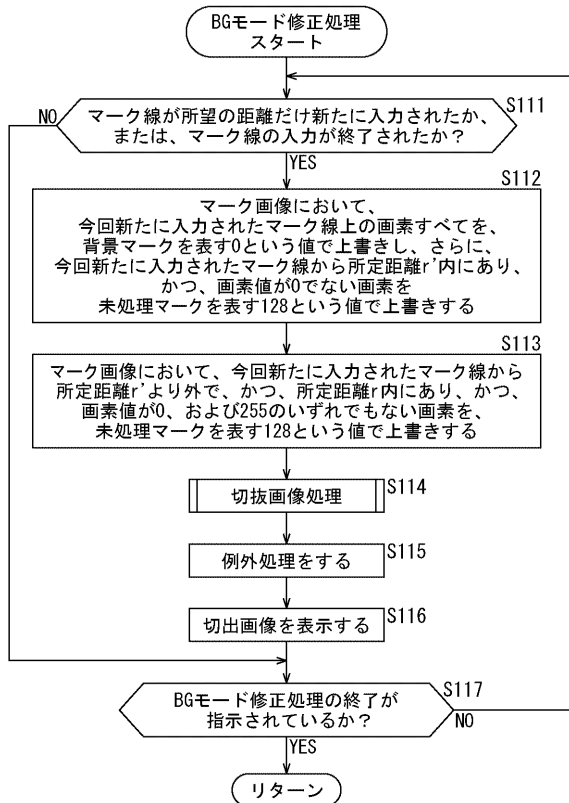 BGモード修正処理
スタート
マーク線が所望の距離だけ新たに入力されたか、
または、マーク線の入力が終了されたか？
S111
NO
YES
S112
マーク画像において、
今回新たに入力されたマーク線上の画素すべてを、
背景マークを表す0という値で上書きし、さらに、
今回新たに入力されたマーク線から所定距離r'内にあり、
かつ、画素値が0でない画素を
未処理マークを表す128という値で上書きする
S113
マーク画像において、今回新たに入力されたマーク線から
所定距離r'より外で、かつ、所定距離r内にあり、かつ、
画素値が0、および255のいずれでもない画素を、
未処理マークを表す128という値で上書きする
切抜画像処理
S114
例外処理をする
S115
切出画像を表示する
S116
BGモード修正処理の終了が
指示されているか？
S117
NO
YES
リターン